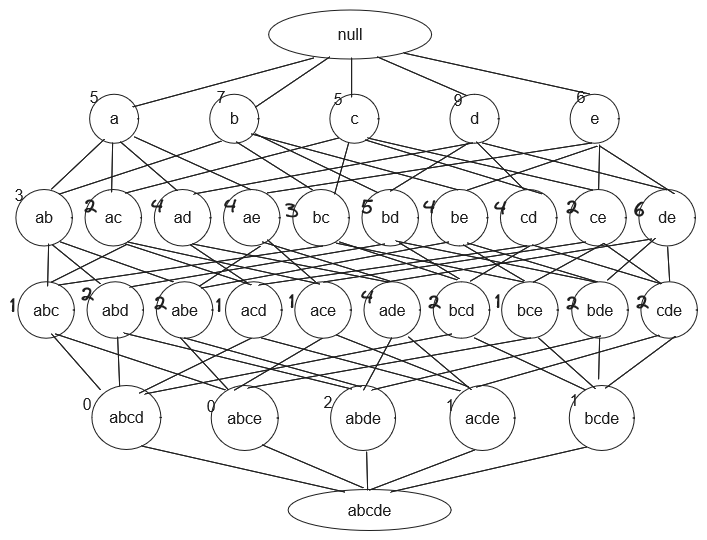 null
5 7 5 9 6
a b c d e
3 2 4 4 3 5 4 4 2 6
ab ac ad ae bc bd be cd ce de
1 2 2 1 1 4 2 1 2 2
abc abd abe acd ace ade bcd bce bde cde
0 0 2 1 1
abcd abce abde acde bcde
abcde